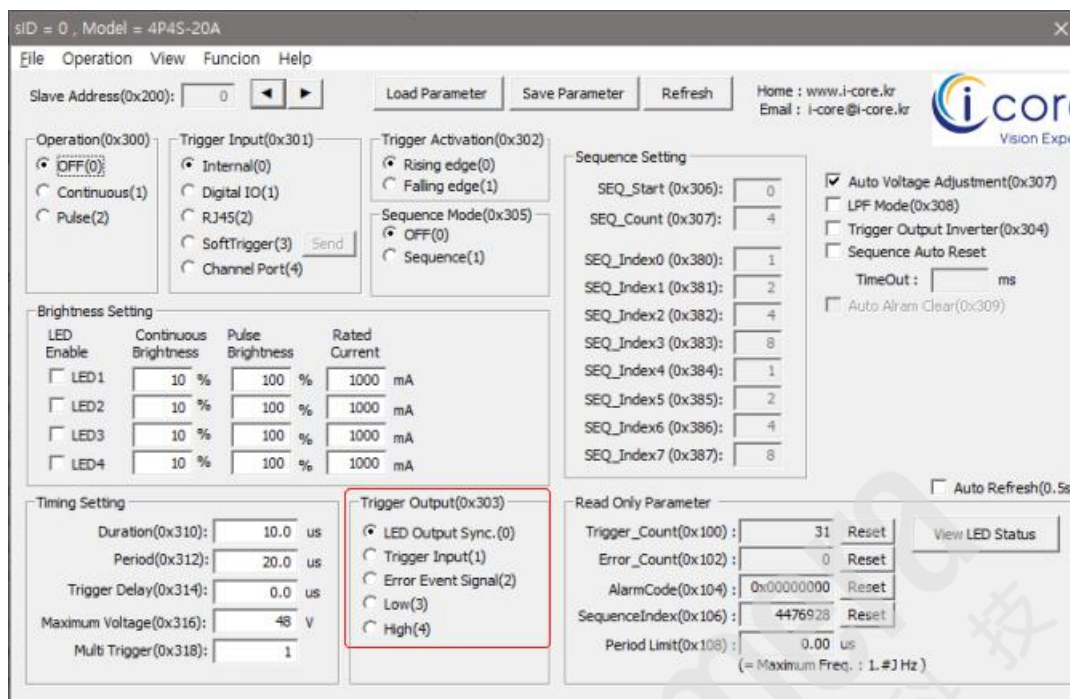 sID = 0 , Model = 4P4S-20A
File Operation View Funcion Help
Slave Address(0x200): 0 Load Parameter Save Parameter Refresh
Home : www.i-core.kr
Email : i-core@i-core.kr
i core
Vision Expe
Operation(0x300)
OFF(0)
Continuous(1)
Pulse(2)
Trigger Input(0x301)
Internal(0)
Digital IO(1)
RJ45(2)
SoftTrigger(3) Send
Channel Port(4)
Trigger Activation(0x302)
Rising edge(0)
Falling edge(1)
Sequence Mode(0x305)
OFF(0)
Sequence(1)
Sequence Setting
SEQ_Start (0x306): 0
SEQ_Count (0x307): 4
SEQ_Index0 (0x380): 1
SEQ_Index1 (0x381): 2
SEQ_Index2 (0x382): 4
SEQ_Index3 (0x383): 8
SEQ_Index4 (0x384): 1
SEQ_Index5 (0x385): 2
SEQ_Index6 (0x386): 4
SEQ_Index7 (0x387): 8
Auto Voltage Adjustment(0x307)
LPF Mode(0x308)
Trigger Output Inverter(0x304)
Sequence Auto Reset
TimeOut : ms
Auto Alram Clear(0x309)
Brightness Setting
LED Enable Continuous Brightness Pulse Brightness Rated Current
LED1 10 % 100 % 1000 mA
LED2 10 % 100 % 1000 mA
LED3 10 % 100 % 1000 mA
LED4 10 % 100 % 1000 mA
Timing Setting
Duration(0x310): 10.0 us
Period(0x312): 20.0 us
Trigger Delay(0x314): 0.0 us
Maximum Voltage(0x316): 48 V
Multi Trigger(0x318): 1
Trigger Output(0x303)
LED Output Sync.(0)
Trigger Input(1)
Error Event Signal(2)
Low(3)
High(4)
Auto Refresh(0.5s
Read Only Parameter
Trigger_Count(0x100) : 31 Reset
Error_Count(0x102) : 0 Reset
AlarmCode(0x104) : 0x00000000 Reset
SequenceIndex(0x106) : 4476928 Reset
Period Limit(0x108) : 0.00 us
(= Maximum Freq. : 1.#J Hz )
View LED Status